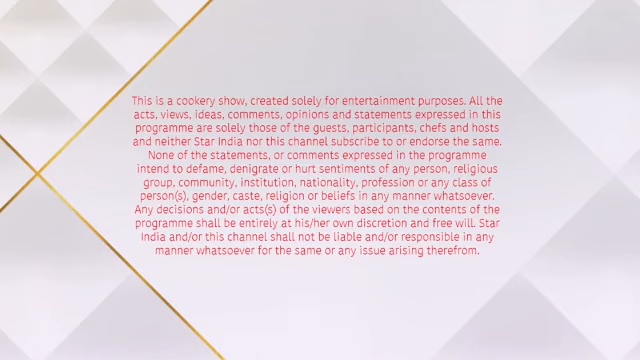 This is a cookery show, created solely for entertainment purposes. All the
acts, views, ideas, comments, opinions and statements expressed in this
programme are solely those of the guests, participants, chefs and hosts
and neither Star India nor this channel subscribe to or endorse the same.
None of the statements, or comments expressed in the programme
intend to defame, denigrate or hurt sentiments of any person, religious
group, community, institution, nationality, profession or any class of
person(s), gender, caste, religion or beliefs in any manner whatsoever.
Any decisions and/or acts(s) of the viewers based on the contents of the
programme shall be entirely at his/her own discretion and free will. Star
India and/or this channel shall not be liable and/or responsible in any
manner whatsoever for the same or any issue arising therefrom.